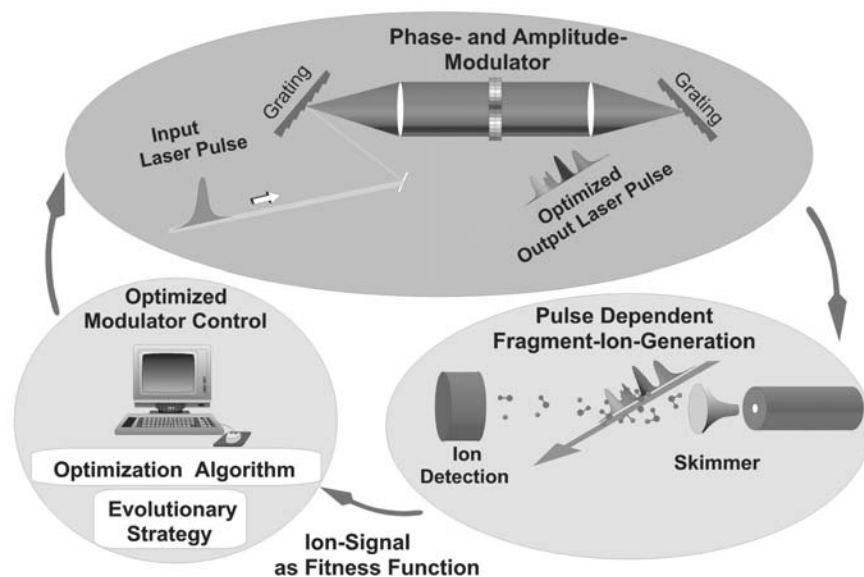 Phase- and Amplitude-
Modulator
Grating
Grating
Input
Laser Pulse
Optimized
Output Laser Pulse
Optimized
Modulator Control
Optimization Algorithm
Evolutionary
Strategy
Pulse Dependent
Fragment-Ion-Generation
Ion
Detection
Skimmer
Ion-Signal
as Fitness Function